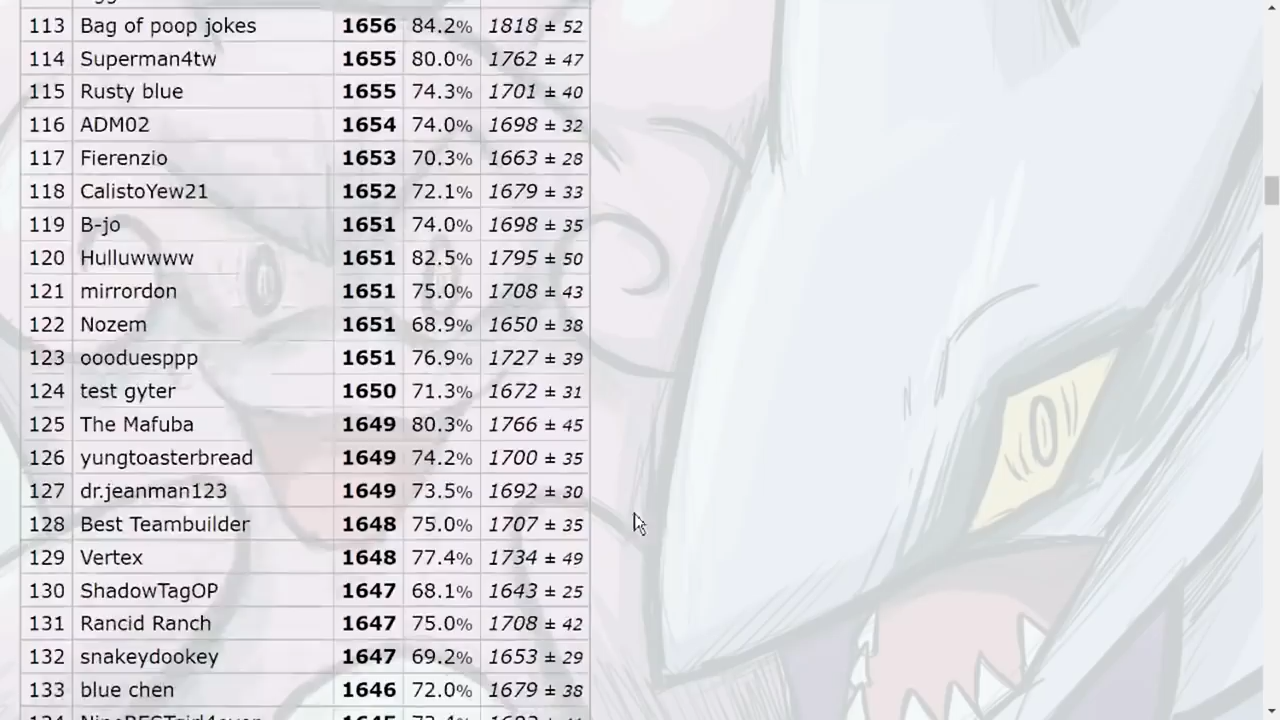 113 Bag of poop jokes 1656 84.2% 1818 ± 52
114 Superman4tw 1655 80.0% 1762 ± 47
115 Rusty blue 1655 74.3% 1701 ± 40
116 ADM02 1654 74.0% 1698 ± 32
117 Fierenzio 1653 70.3% 1663 ± 28
118 CalistoYew21 1652 72.1% 1679 ± 33
119 B-jo 1651 74.0% 1698 ± 35
120 Hulluwwww 1651 82.5% 1795 ± 50
121 mirrordon 1651 75.0% 1708 ± 43
122 Nozem 1651 68.9% 1650 ± 38
123 oooduesppp 1651 76.9% 1727 ± 39
124 test gyter 1650 71.3% 1672 ± 31
125 The Mafuba 1649 80.3% 1766 ± 45
126 yungtoasterbread 1649 74.2% 1700 ± 35
127 dr.jeanman123 1649 73.5% 1692 ± 30
128 Best Teambuilder 1648 75.0% 1707 ± 35
129 Vertex 1648 77.4% 1734 ± 49
130 ShadowTagOP 1647 68.1% 1643 ± 25
131 Rancid Ranch 1647 75.0% 1708 ± 42
132 snakeydookey 1647 69.2% 1653 ± 29
133 blue chen 1646 72.0% 1679 ± 38